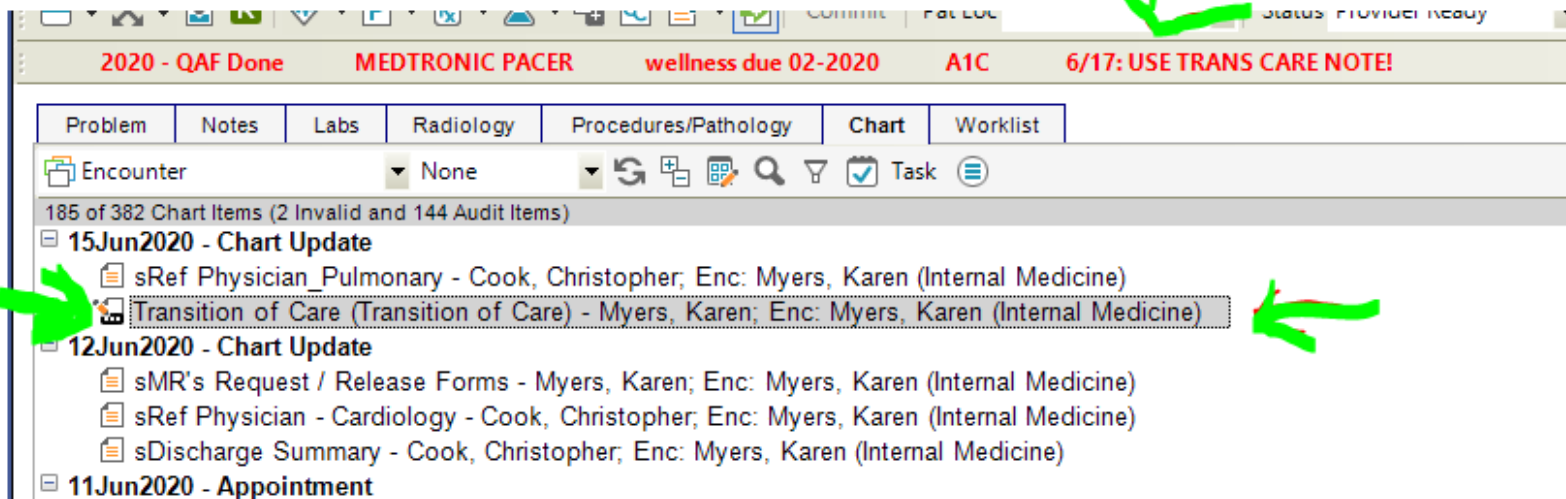 Commit Pat Loc Status Provider Ready
2020 - QAF Done MEDTRONIC PACER wellness due 02-2020 A1C 6/17: USE TRANS CARE NOTE!
Problem Notes Labs Radiology Procedures/Pathology Chart Worklist
Encounter None Task
185 of 382 Chart Items (2 Invalid and 144 Audit Items)
15Jun2020 - Chart Update
sRef Physician_Pulmonary - Cook, Christopher; Enc: Myers, Karen (Internal Medicine)
Transition of Care (Transition of Care) - Myers, Karen; Enc: Myers, Karen (Internal Medicine)
12Jun2020 - Chart Update
sMR's Request / Release Forms - Myers, Karen; Enc: Myers, Karen (Internal Medicine)
sRef Physician - Cardiology - Cook, Christopher; Enc: Myers, Karen (Internal Medicine)
sDischarge Summary - Cook, Christopher; Enc: Myers, Karen (Internal Medicine)
11Jun2020 - Appointment